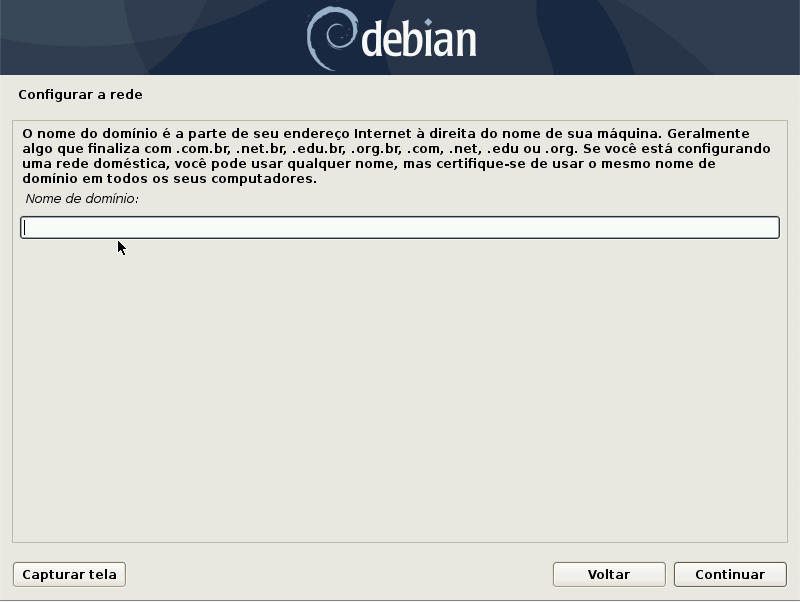 debian
Configurar a rede
O nome do domínio é a parte de seu endereço Internet à direita do nome de sua máquina. Geralmente
algo que finaliza com .com.br, .net.br, .edu.br, .org.br, .com, .net, .edu ou .org. Se você está configurando
uma rede doméstica, você pode usar qualquer nome, mas certifique-se de usar o mesmo nome de
domínio em todos os seus computadores.
Nome de domínio:
Capturar tela
Voltar
Continuar